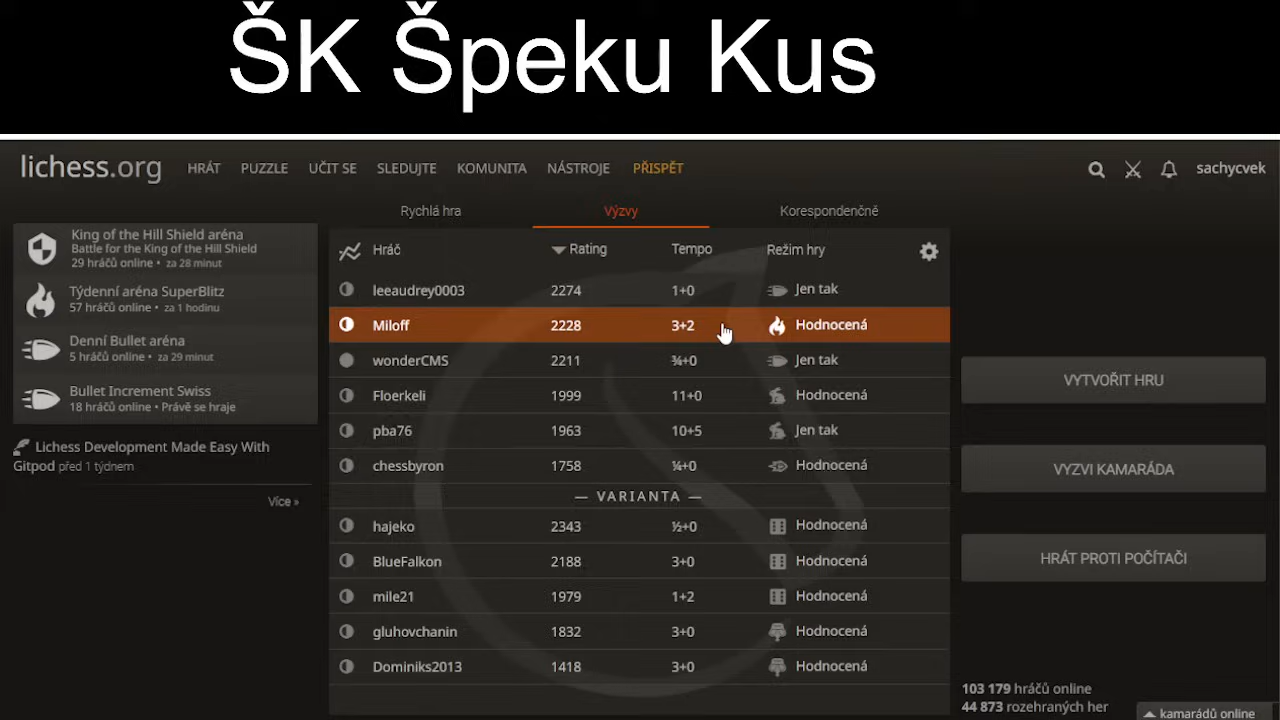 ŠK Špeku Kus
lichess.org HRÁT PUZZLE UČIT SE SLEDUJTE KOMUNITA NÁSTROJE PŘISPĚT sachycvek
Rychlá hra Výzvy Korespondenčně
King of the Hill Shield aréna
Battle for the King of the Hill Shield
29 hráčů online • za 28 minut
Týdenní aréna SuperBlitz
57 hráčů online • za 1 hodinu
Denní Bullet aréna
5 hráčů online • za 29 minut
Bullet Increment Swiss
18 hráčů online • Právě se hraje
Lichess Development Made Easy With
Gitpod před 1 týdnem
Více »
Hráč Rating Tempo Režim hry
leeaudrey0003 2274 1+0 Jen tak
Miloff 2228 3+2 Hodnocená
wonderCMS 2211 ¾+0 Jen tak
Floerkeli 1999 11+0 Hodnocená
pba76 1963 10+5 Jen tak
chessbyron 1758 ¼+0 Hodnocená
— VARIANTA —
hajeko 2343 ½+0 Hodnocená
BlueFalkon 2188 3+0 Hodnocená
mile21 1979 1+2 Hodnocená
gluhovchanin 1832 3+0 Hodnocená
Dominiks2013 1418 3+0 Hodnocená
VYTVOŘIT HRU
VYZVI KAMARÁDA
HRÁT PROTI POČÍTAČI
103 179 hráčů online
44 873 rozehraných her
kamarádů online